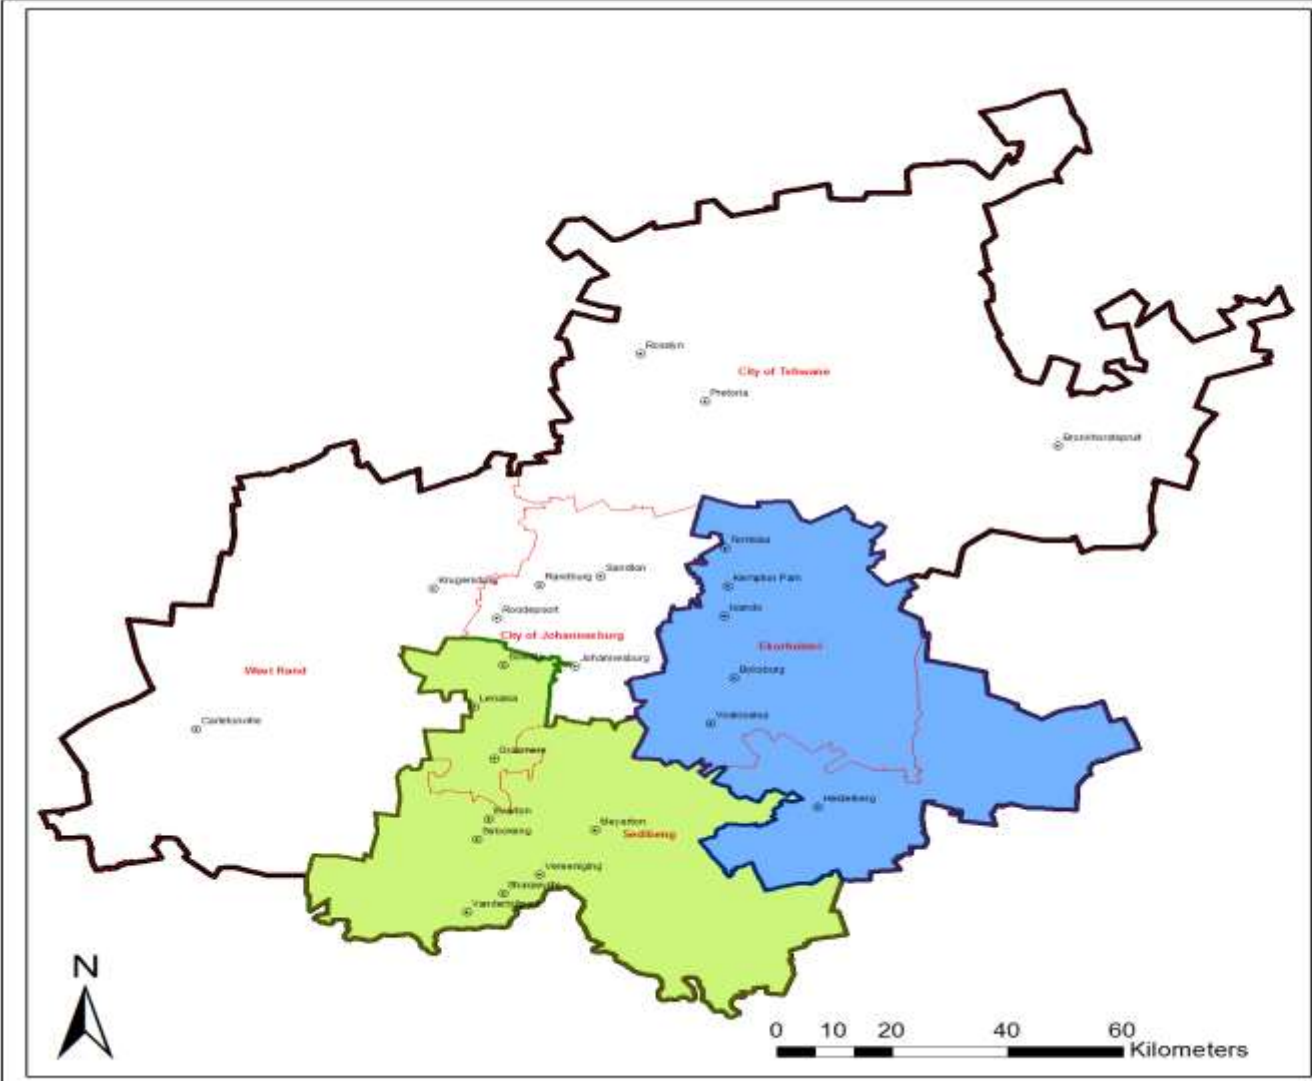 Rosslyn
City of Tshwane
Pretoria
Bronkhorstspruit
Tembisa
Kempton Park
Krugersdorp
Randburg
Sandton
Isando
Roodepoort
City of Johannesburg
Ekurhuleni
Johannesburg
West Rand
Boksburg
Lenasia
Carletonville
Vosloorus
Grasmere
Heidelberg
Evaton
Meyerton
Sebokeng
Sedibeng
Vereeniging
N
0 10 20 40 60
Kilometers